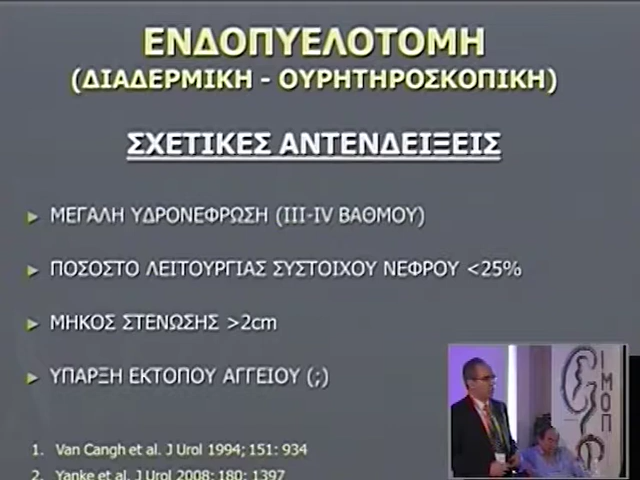 ΕΝΔΟΠΥΕΛΟΤΟΜΗ
(ΔΙΑΔΕΡΜΙΚΗ - ΟΥΡΗΤΗΡΟΣΚΟΠΙΚΗ)
ΣΧΕΤΙΚΕΣ ΑΝΤΕΝΔΕΙΞΕΙΣ
ΜΕΓΑΛΗ ΥΔΡΟΝΕΦΡΩΣΗ (III-IV ΒΑΘΜΟΥ)
ΠΟΣΟΣΤΟ ΛΕΙΤΟΥΡΓΙΑΣ ΣΥΣΤΟΙΧΟΥ ΝΕΦΡΟΥ <25%
ΜΗΚΟΣ ΣΤΕΝΩΣΗΣ >2cm
ΥΠΑΡΞΗ ΕΚΤΟΠΟΥ ΑΓΓΕΙΟΥ (;)
1. Van Cangh et al. J Urol 1994; 151: 934
2. Yanke et al. J Urol 2008; 180: 1397
ΙΜΟΠ